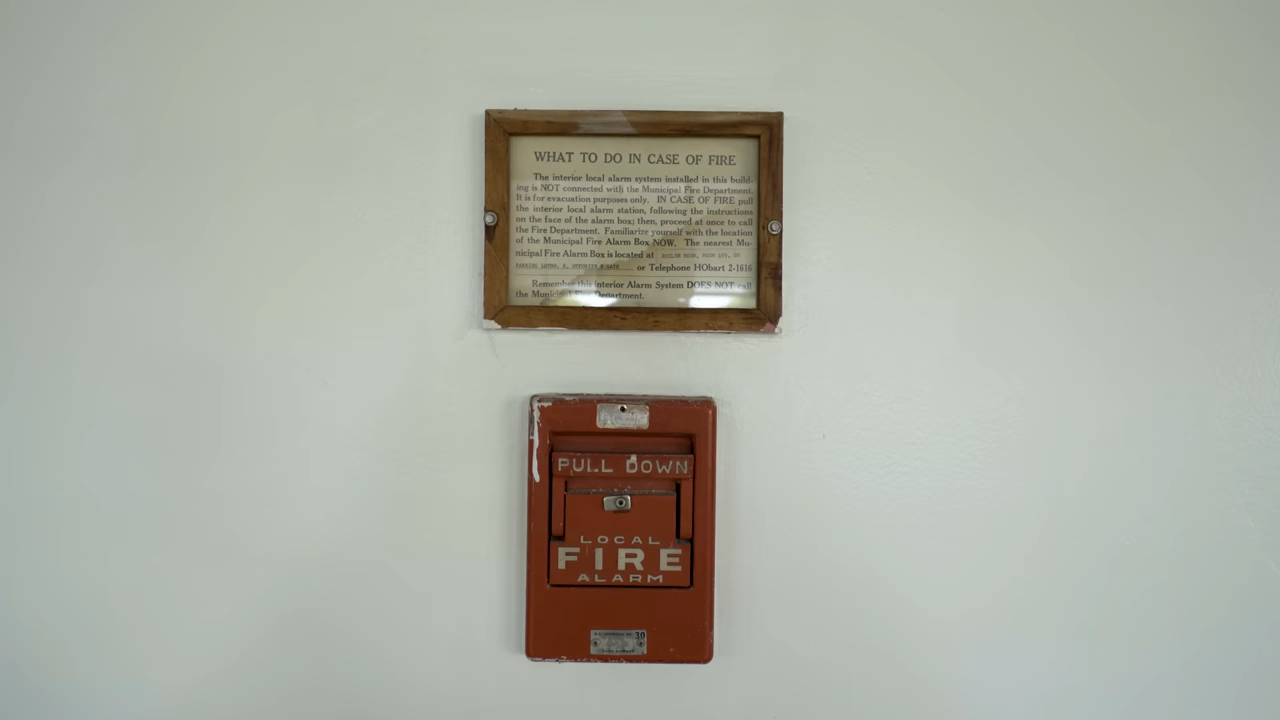 WHAT TO DO IN CASE OF FIRE
The interior local alarm system installed in this build-
ing is NOT connected with the Municipal Fire Department.
It is for evacuation purposes only. IN CASE OF FIRE pull
the interior local alarm station, following the instructions
on the face of the alarm box; then, proceed at once to call
the Fire Department. Familiarize yourself with the location
of the Municipal Fire Alarm Box NOW. The nearest Mu-
nicipal Fire Alarm Box is located at
or Telephone HObart 2-1616
Remember this interior Alarm System DOES NOT call
the Municipal Fire Department.
PULL DOWN
LOCAL
FIRE
ALARM
30